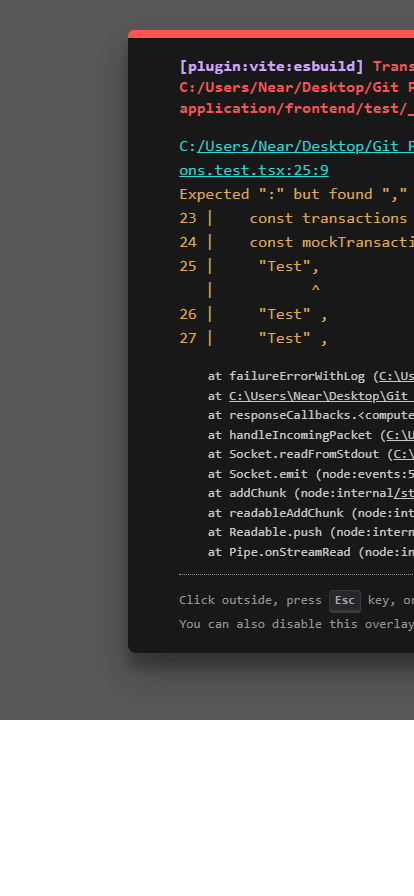 [plugin:vite:esbuild] Trans
C:/Users/Near/Desktop/Git P
application/frontend/test/_
C:/Users/Near/Desktop/Git P
ons.test.tsx:25:9
Expected ":" but found ","
23 |    const transactions
24 |    const mockTransacti
25 |     "Test",
   |           ^
26 |     "Test" ,
27 |     "Test" ,
at failureErrorWithLog (C:\Us
at C:\Users\Near\Desktop\Git
at responseCallbacks.<compute
at handleIncomingPacket (C:\U
at Socket.readFromStdout (C:\
at Socket.emit (node:events:5
at addChunk (node:internal/st
at readableAddChunk (node:int
at Readable.push (node:intern
at Pipe.onStreamRead (node:in
Click outside, press Esc key, or
You can also disable this overlay